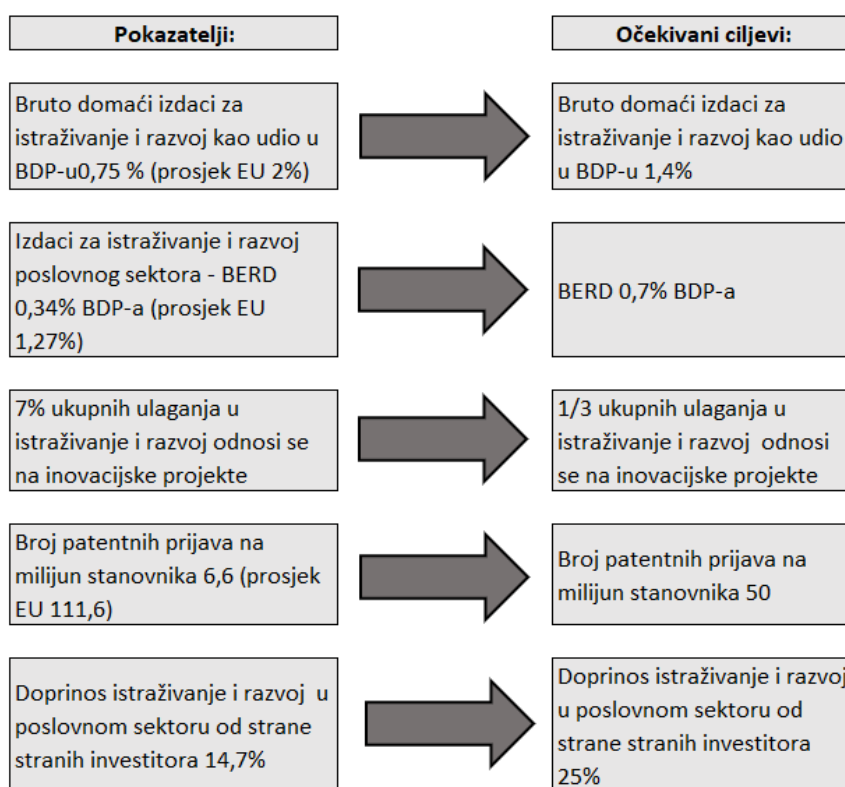 Pokazatelji:
Očekivani ciljevi:
Bruto domaći izdaci za
istraživanje i razvoj kao udio u
BDP-u0,75 % (prosjek EU 2%)
Bruto domaći izdaci za
istraživanje i razvoj kao udio
u BDP-u 1,4%
Izdaci za istraživanje i razvoj
poslovnog sektora - BERD
0,34% BDP-a (prosjek EU
1,27%)
BERD 0,7% BDP-a
7% ukupnih ulaganja u
istraživanje i razvoj odnosi se
na inovacijske projekte
1/3 ukupnih ulaganja u
istraživanje i razvoj  odnosi
se na inovacijske projekte
Broj patentnih prijava na
milijun stanovnika 6,6 (prosjek
EU 111,6)
Broj patentnih prijava na
milijun stanovnika 50
Doprinos istraživanje i razvoj  u
poslovnom sektoru od strane
stranih investitora 14,7%
Doprinos istraživanje i razvoj
u poslovnom sektoru od
strane stranih investitora
25%